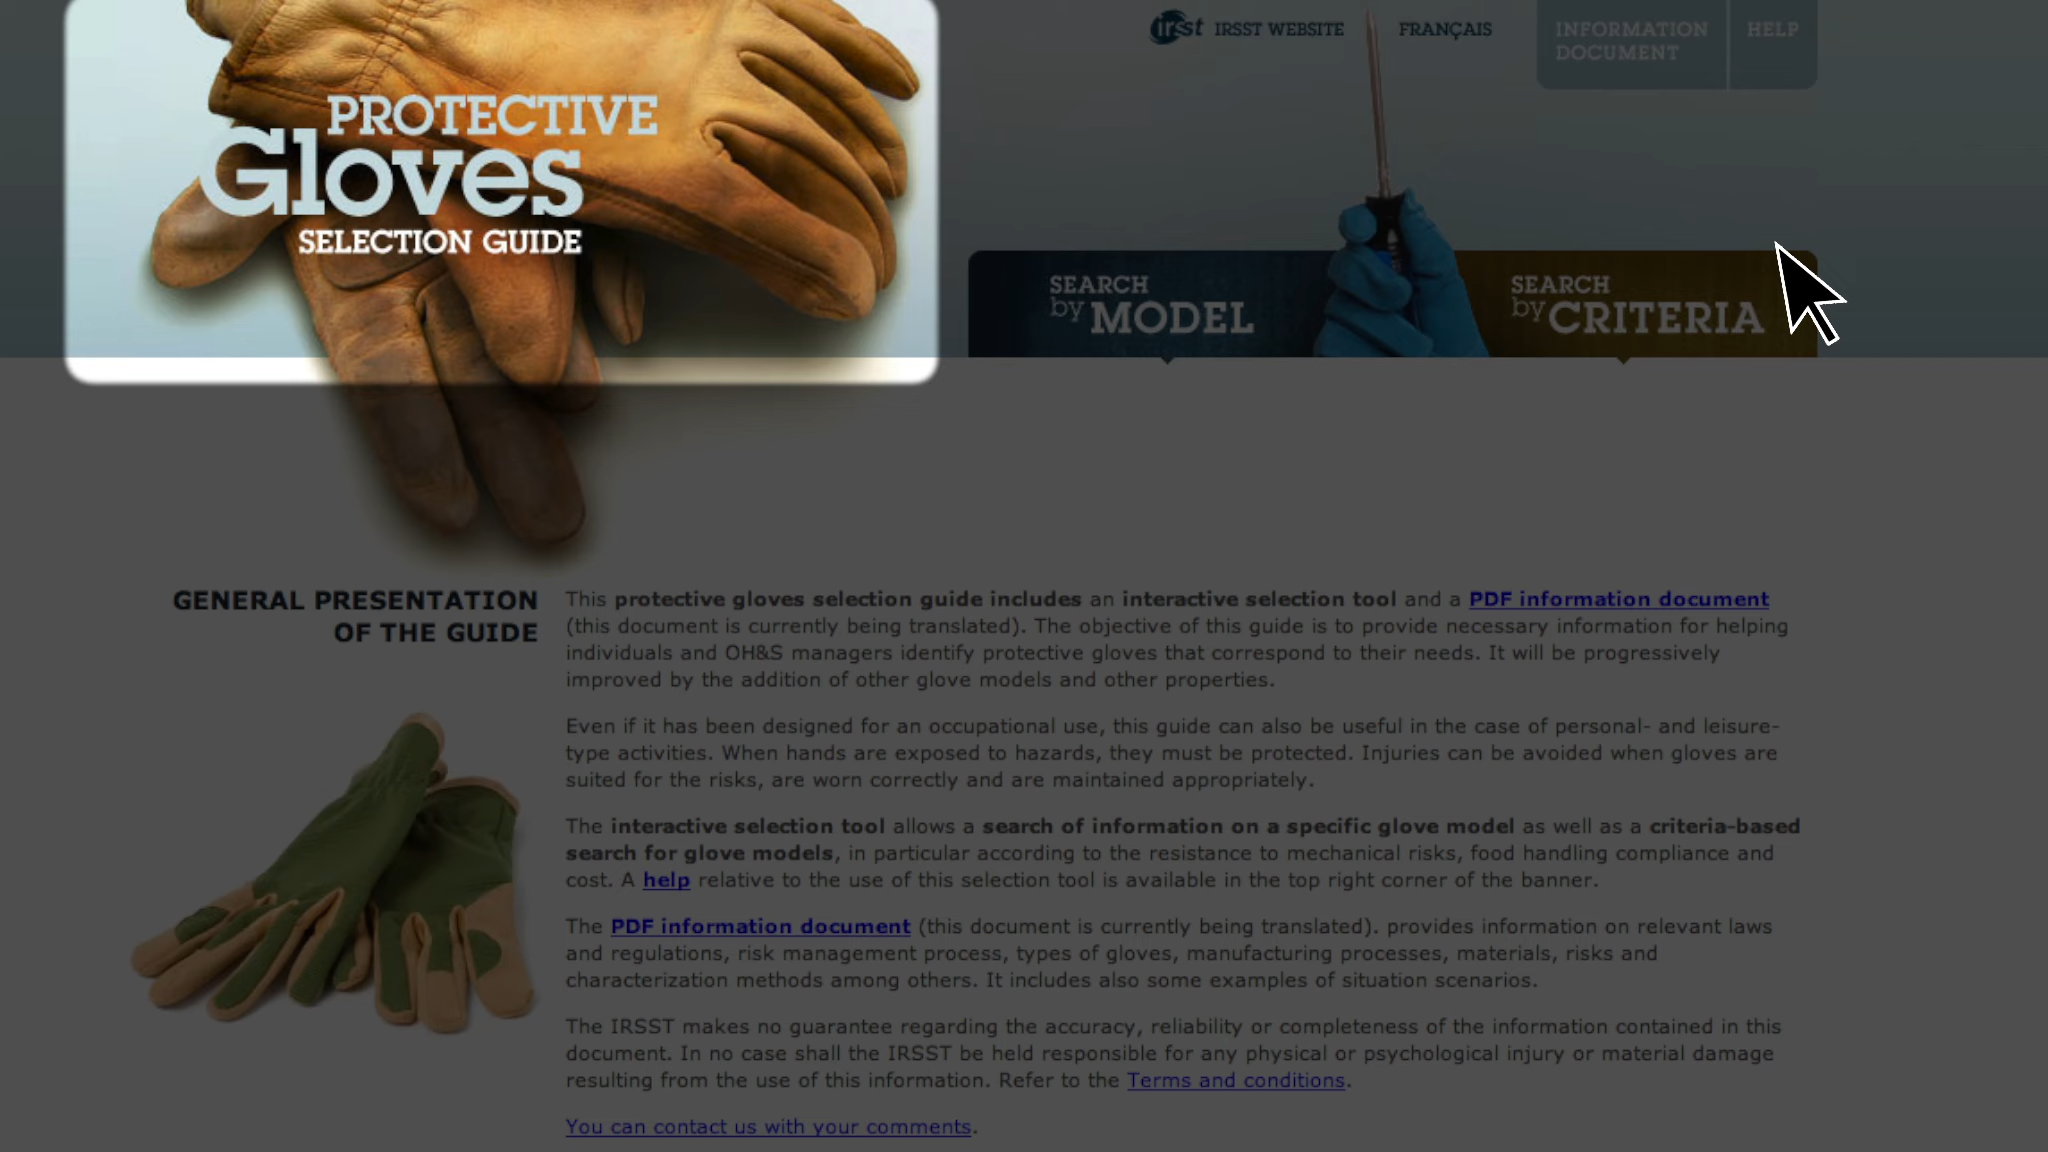 PROTECTIVE
Gloves
SELECTION GUIDE
irsst IRSST WEBSITE
FRANÇAIS
INFORMATION
DOCUMENT
HELP
SEARCH
by MODEL
SEARCH
by CRITERIA
GENERAL PRESENTATION
OF THE GUIDE
This protective gloves selection guide includes an interactive selection tool and a PDF information document
(this document is currently being translated). The objective of this guide is to provide necessary information for helping
individuals and OH&S managers identify protective gloves that correspond to their needs. It will be progressively
improved by the addition of other glove models and other properties.
Even if it has been designed for an occupational use, this guide can also be useful in the case of personal- and leisure-
type activities. When hands are exposed to hazards, they must be protected. Injuries can be avoided when gloves are
suited for the risks, are worn correctly and are maintained appropriately.
The interactive selection tool allows a search of information on a specific glove model as well as a criteria-based
search for glove models, in particular according to the resistance to mechanical risks, food handling compliance and
cost. A help relative to the use of this selection tool is available in the top right corner of the banner.
The PDF information document (this document is currently being translated). provides information on relevant laws
and regulations, risk management process, types of gloves, manufacturing processes, materials, risks and
characterization methods among others. It includes also some examples of situation scenarios.
The IRSST makes no guarantee regarding the accuracy, reliability or completeness of the information contained in this
document. In no case shall the IRSST be held responsible for any physical or psychological injury or material damage
resulting from the use of this information. Refer to the Terms and conditions.
You can contact us with your comments.